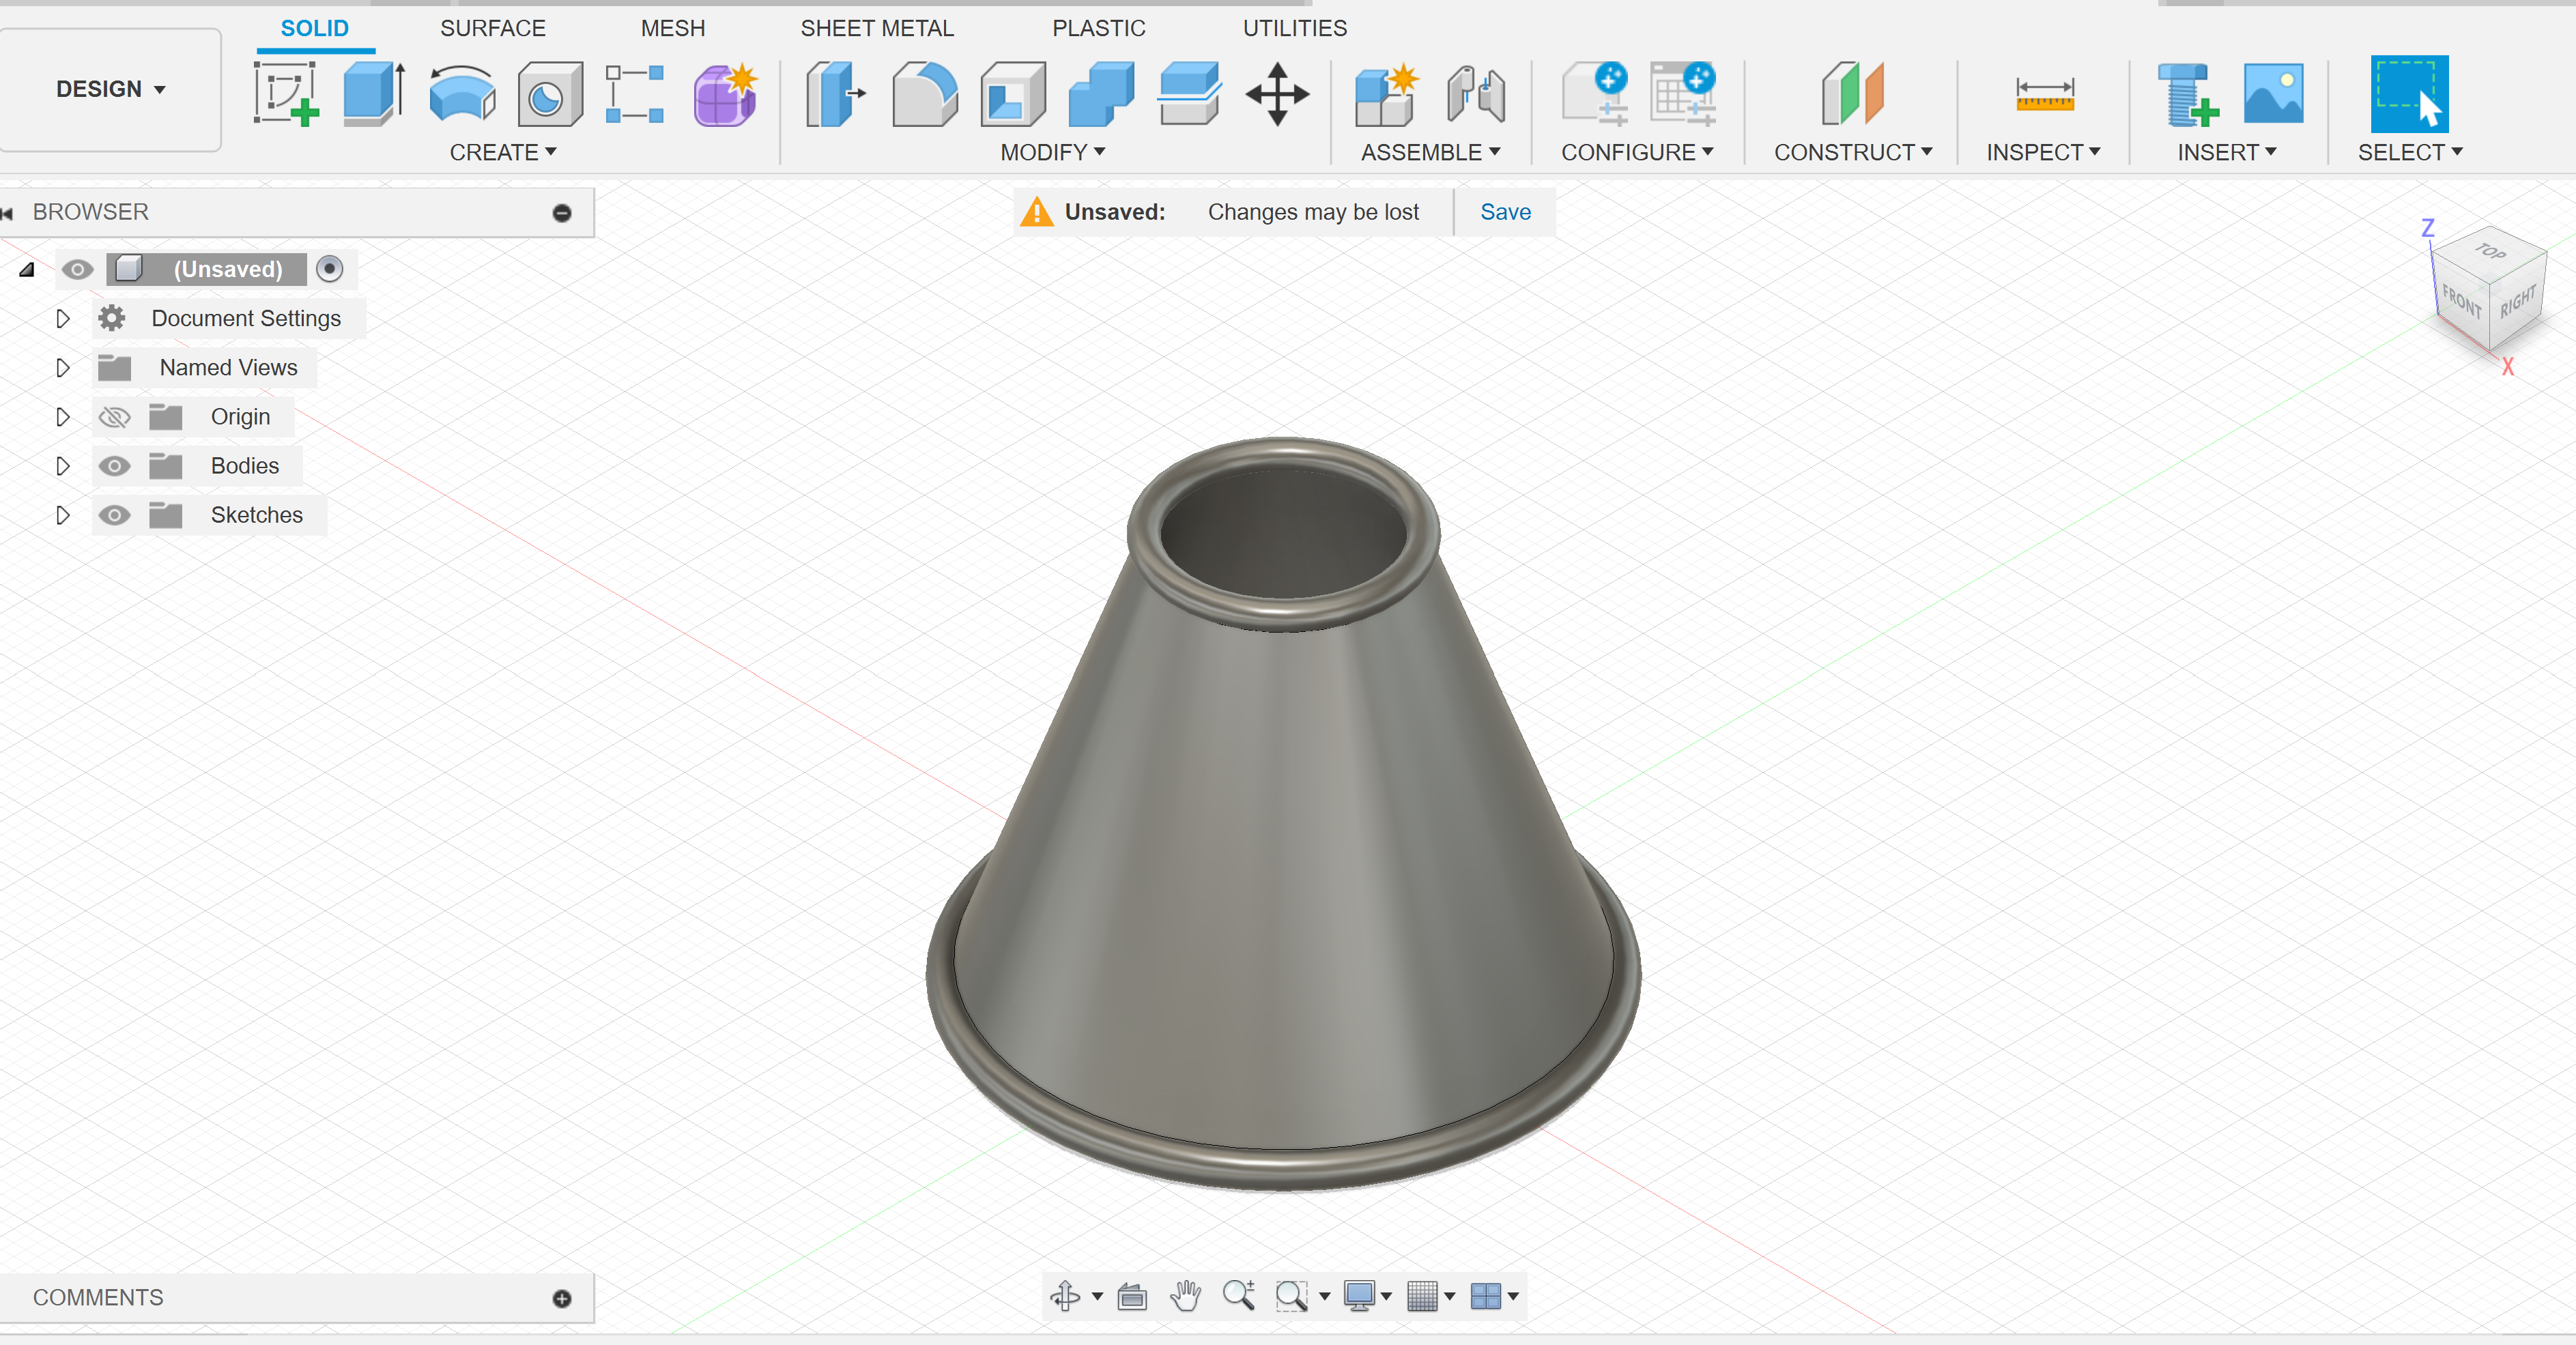 SOLID SURFACE MESH SHEET METAL PLASTIC UTILITIES
DESIGN
CREATE MODIFY ASSEMBLE CONFIGURE CONSTRUCT INSPECT INSERT SELECT
BROWSER
Unsaved: Changes may be lost Save
(Unsaved)
Document Settings
Named Views
Origin
Bodies
Sketches
Z
TOP
FRONT RIGHT
X
COMMENTS